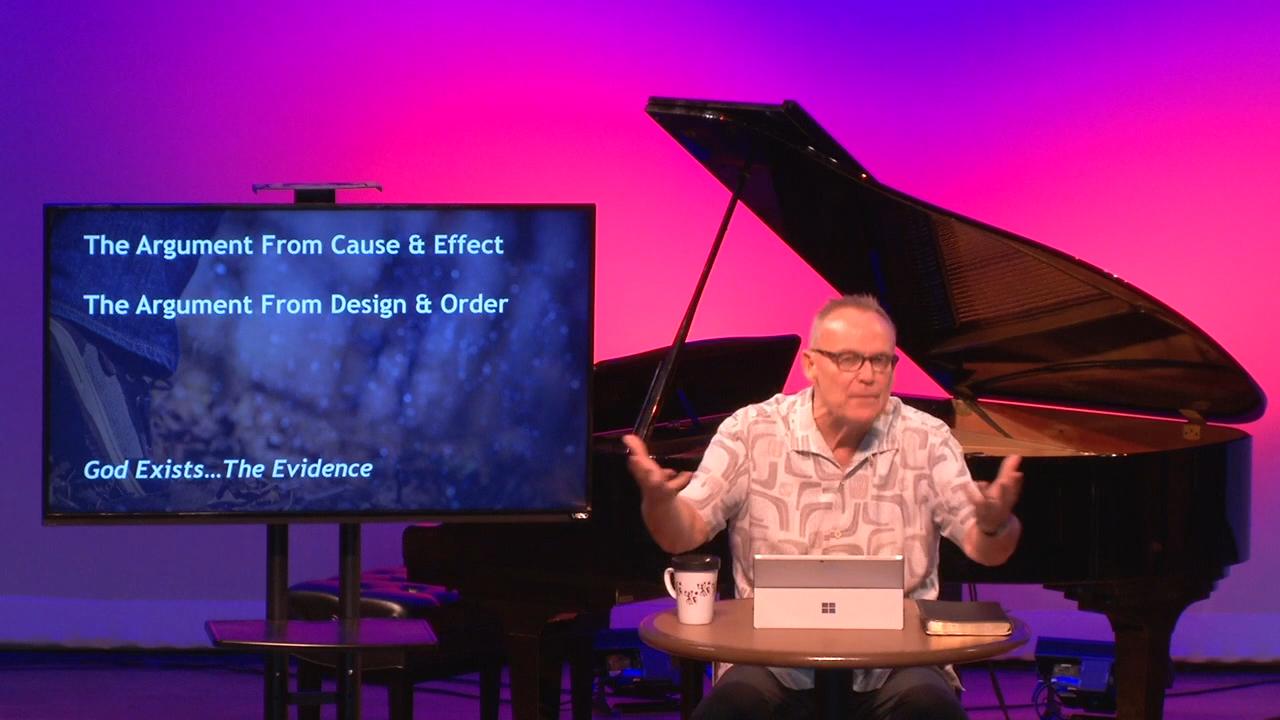 The Argument From Cause & Effect
The Argument From Design & Order
God Exists...The Evidence